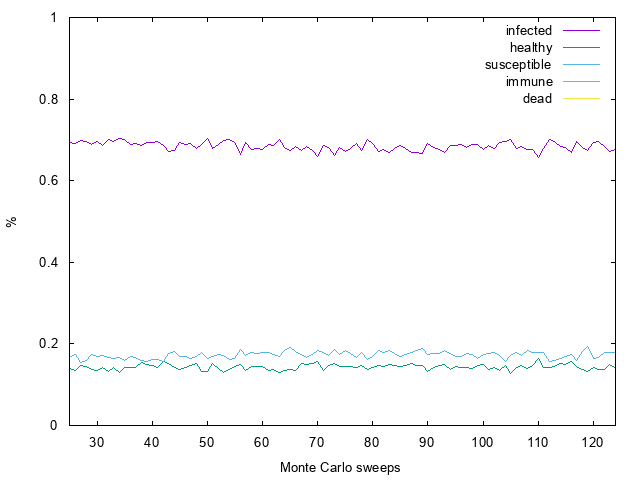 1
0.8
0.6
0.4
0.2
0
%
infected
healthy
susceptible
immune
dead
30 40 50 60 70 80 90 100 110 120
Monte Carlo sweeps